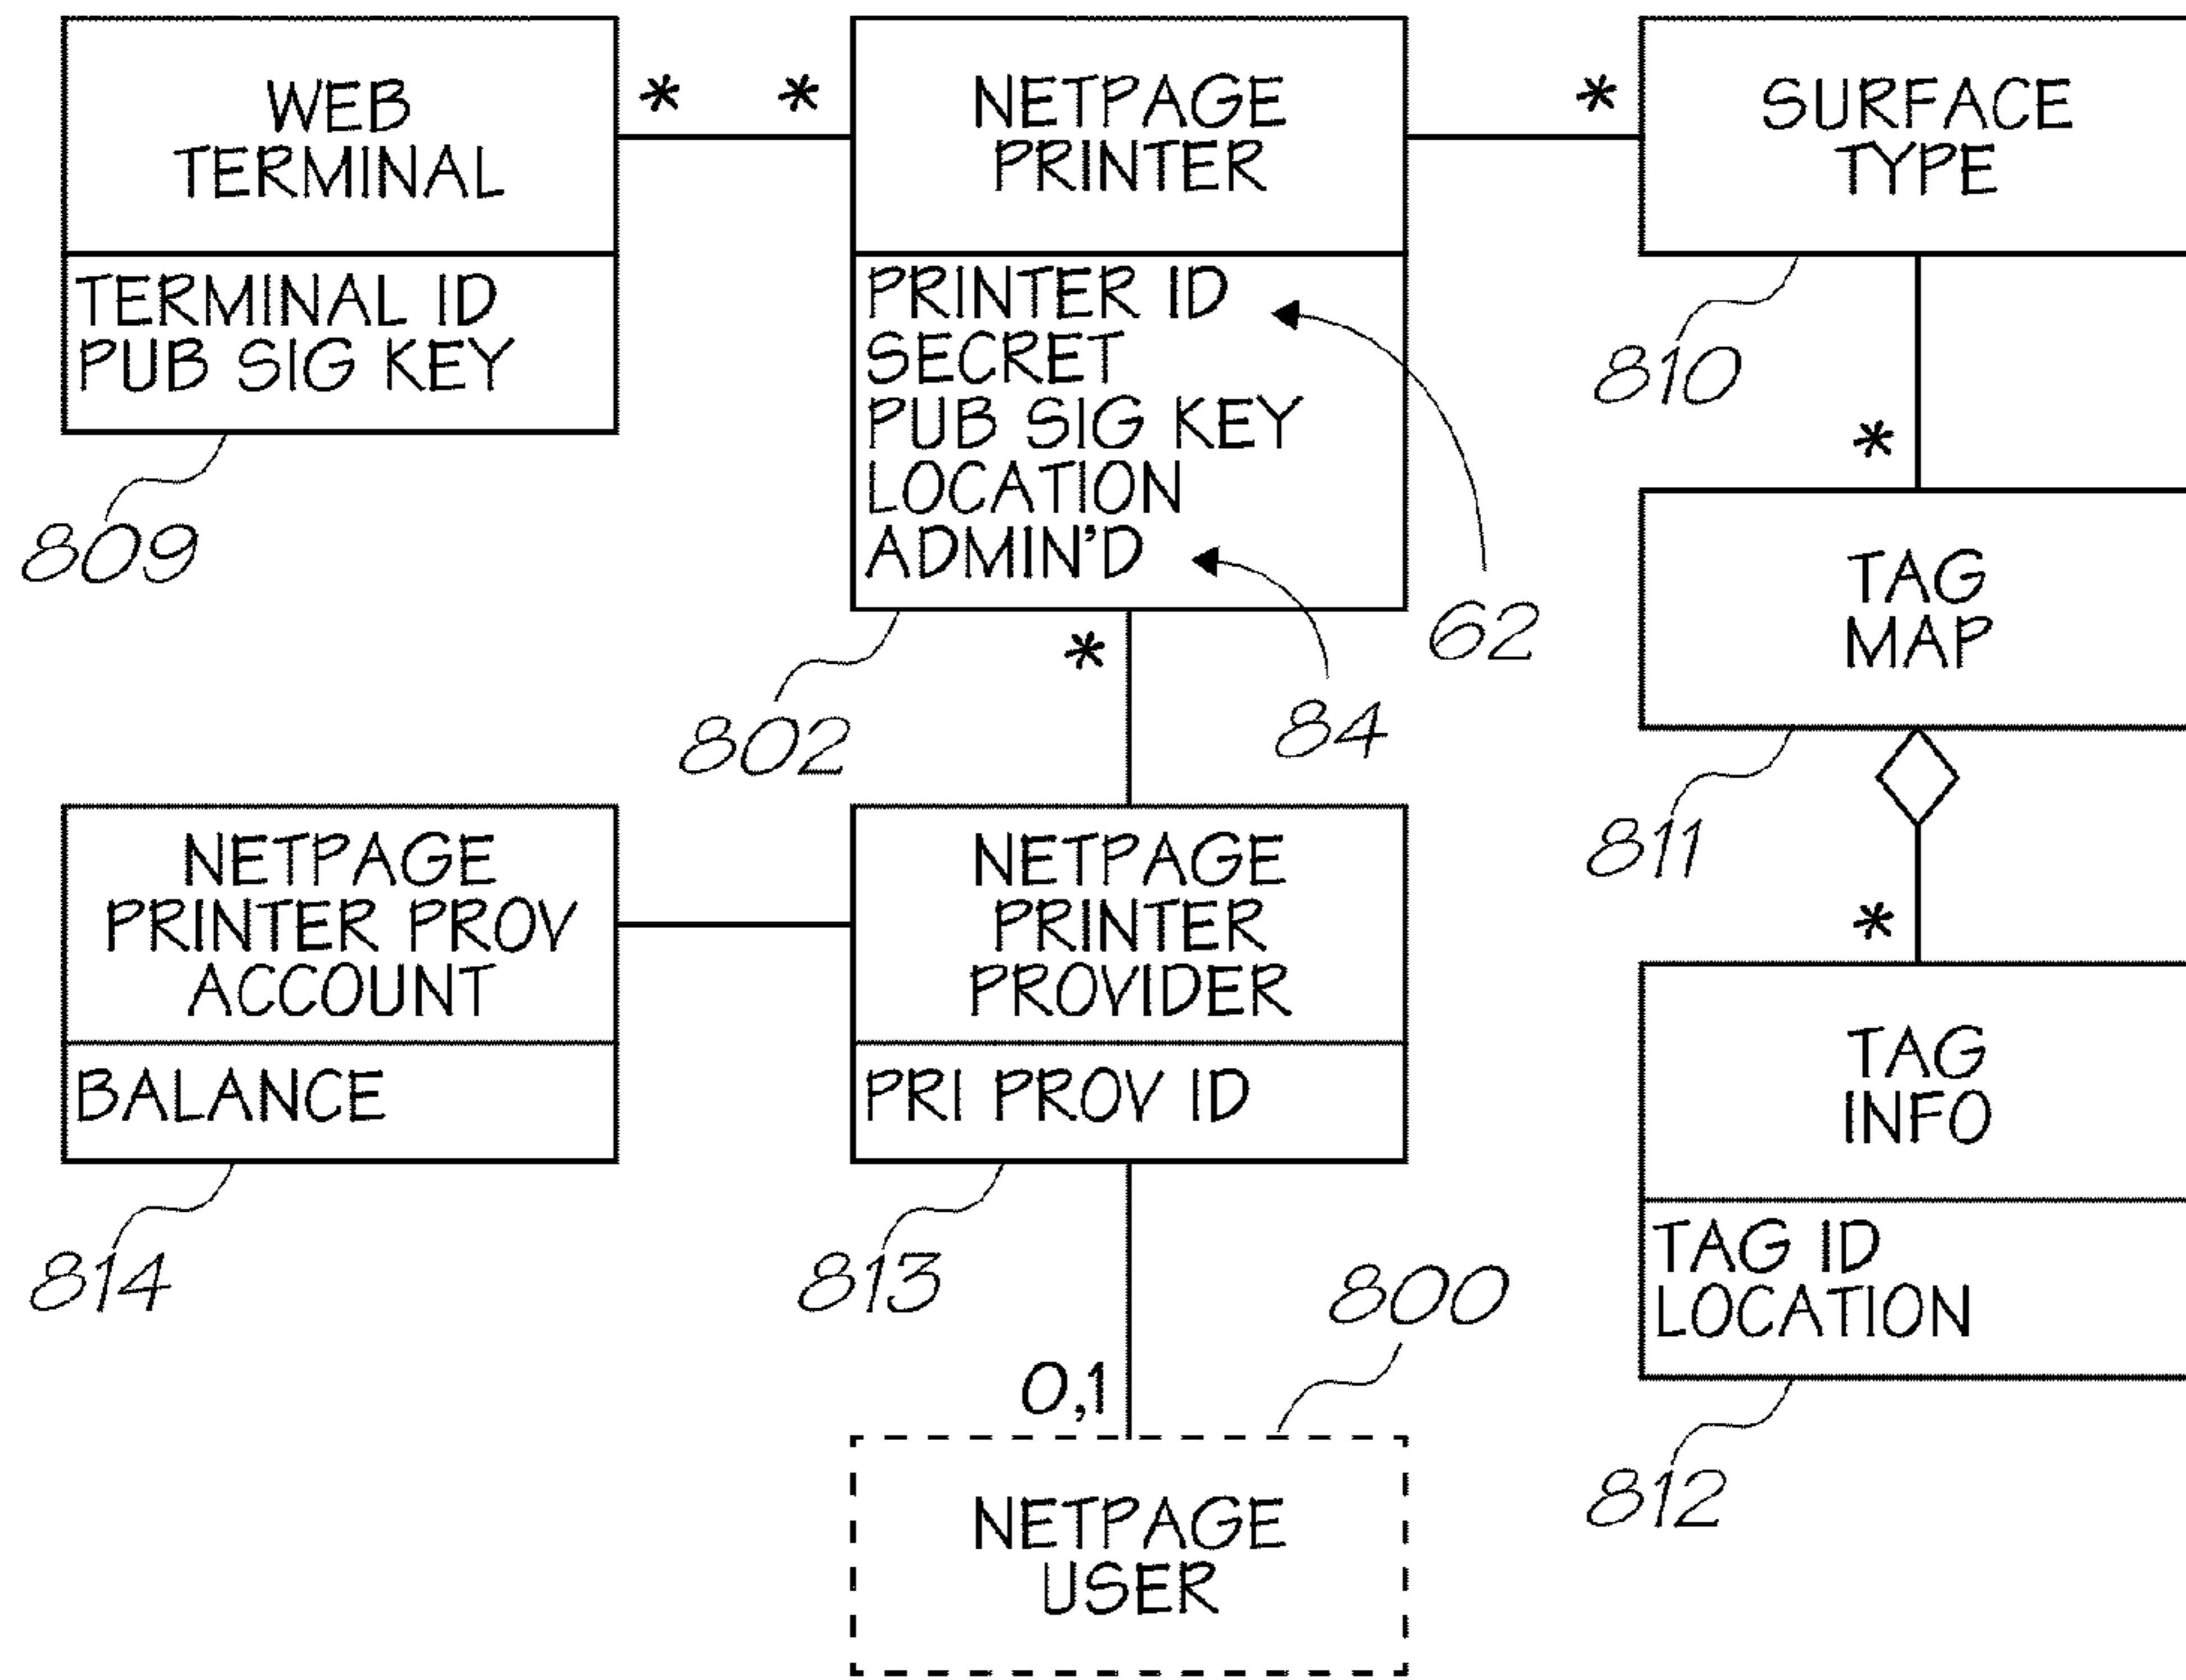 WEB
TERMINAL
TERMINAL ID
PUB SIG KEY
809
*
*
NETPAGE
PRINTER
PRINTER ID
SECRET
PUB SIG KEY
LOCATION
ADMIN'D
802
62
84
*
*
SURFACE
TYPE
810
*
TAG
MAP
811
*
TAG
INFO
TAG ID
LOCATION
812
NETPAGE
PRINTER PROV
ACCOUNT
BALANCE
814
NETPAGE
PRINTER
PROVIDER
PRI PROV ID
813
0,1
800
NETPAGE
USER